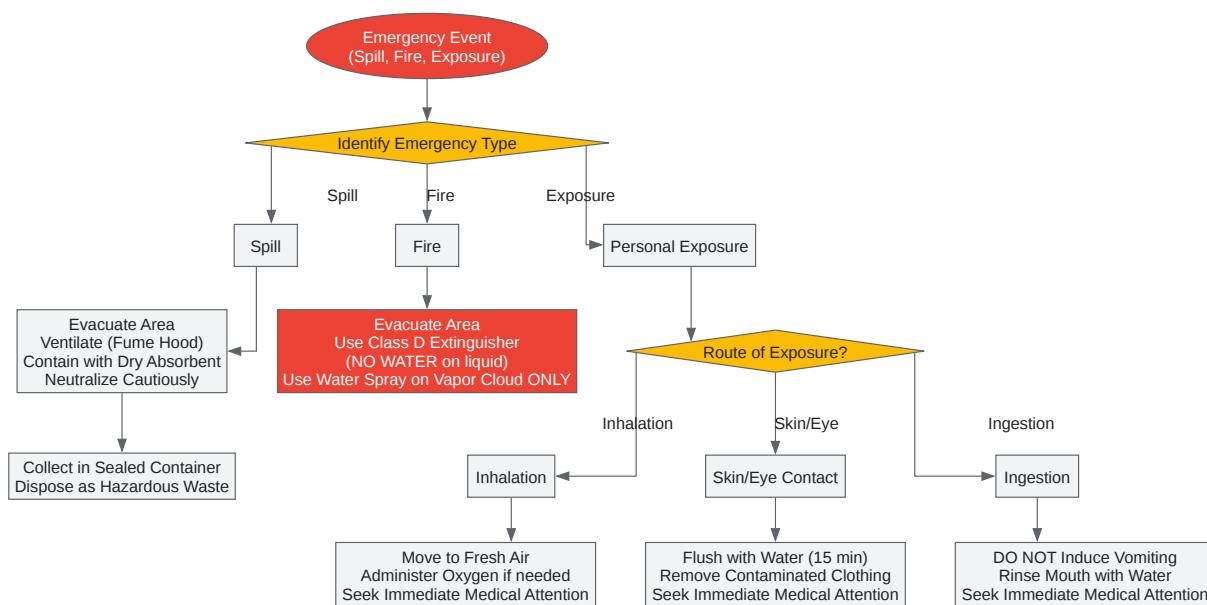 Emergency Event
(Spill, Fire, Exposure)
Identify Emergency Type
Spill
Fire
Exposure
Spill
Fire
Personal Exposure
Evacuate Area
Ventilate (Fume Hood)
Contain with Dry Absorbent
Neutralize Cautiously
Evacuate Area
Use Class D Extinguisher
(NO WATER on liquid)
Use Water Spray on Vapor Cloud ONLY
Route of Exposure?
Inhalation
Skin/Eye
Ingestion
Collect in Sealed Container
Dispose as Hazardous Waste
Inhalation
Skin/Eye Contact
Ingestion
Move to Fresh Air
Administer Oxygen if needed
Seek Immediate Medical Attention
Flush with Water (15 min)
Remove Contaminated Clothing
Seek Immediate Medical Attention
DO NOT Induce Vomiting
Rinse Mouth with Water
Seek Immediate Medical Attention